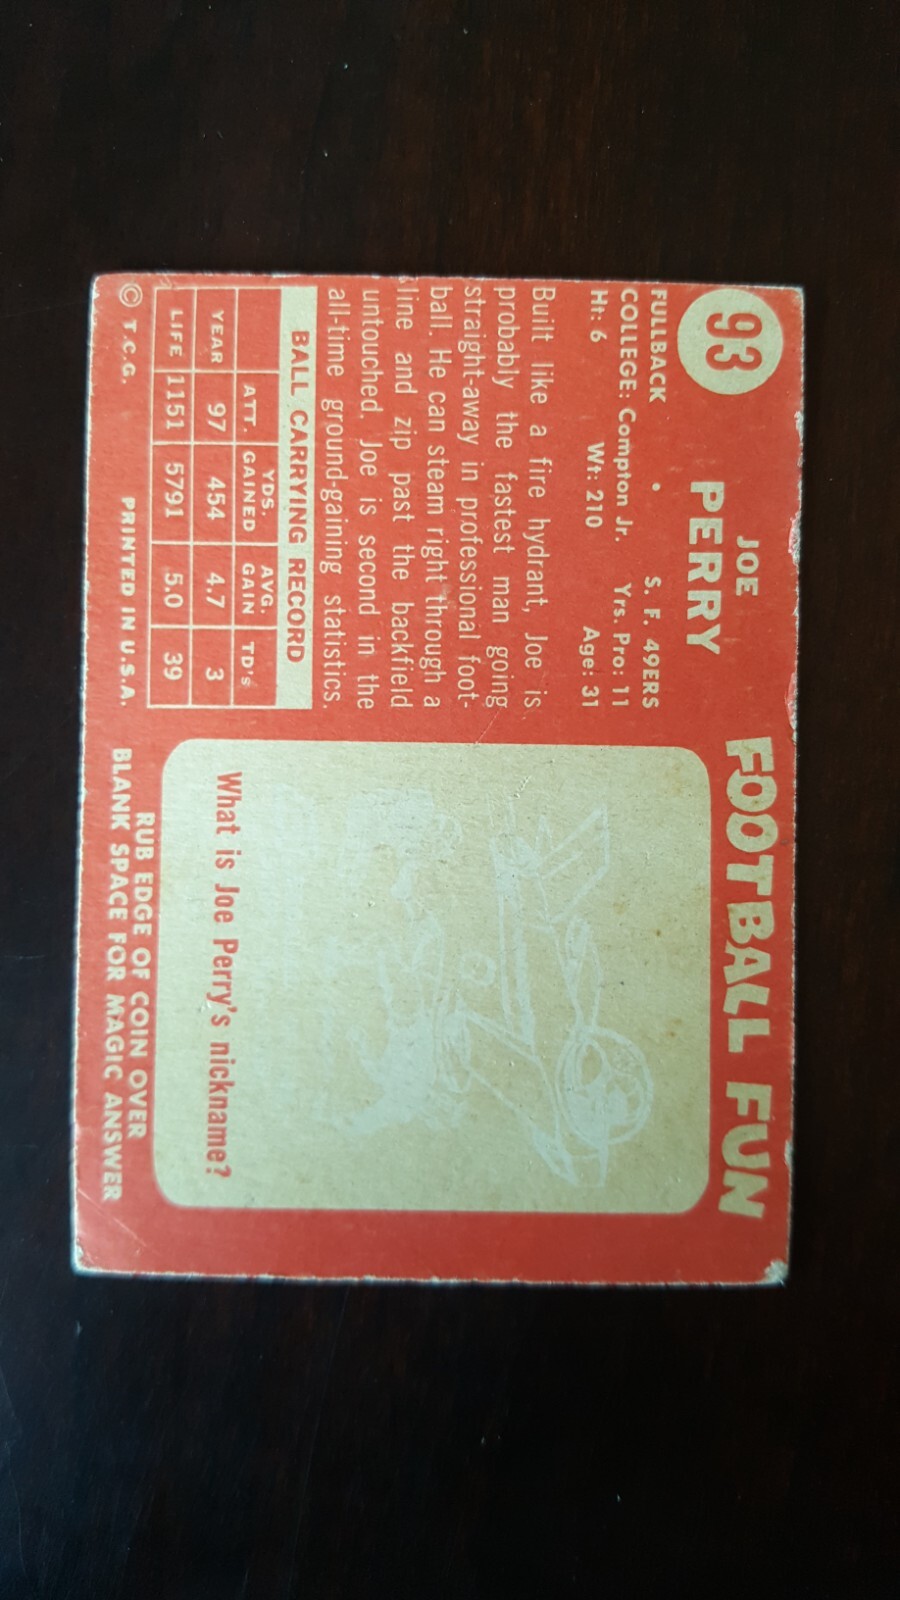 93
JOE
PERRY
FULLBACK • S. F. 49ERS
COLLEGE: Compton Jr. Yrs. Pro: 11
Ht: 6 Wt: 210 Age: 31
Built like a fire hydrant, Joe is
probably the fastest man going
straight-away in professional foot-
ball. He can steam right through a
line and zip past the backfield
untouched. Joe is second in the
all-time ground-gaining statistics.
BALL CARRYING RECORD
ATT. YDS. GAINED AVG. GAIN TD's
YEAR 97 454 4.7 3
LIFE 1151 5791 5.0 39
© T.C.G. PRINTED IN U.S.A.
FOOTBALL FUN
What is Joe Perry's nickname?
RUB EDGE OF COIN OVER
BLANK SPACE FOR MAGIC ANSWER